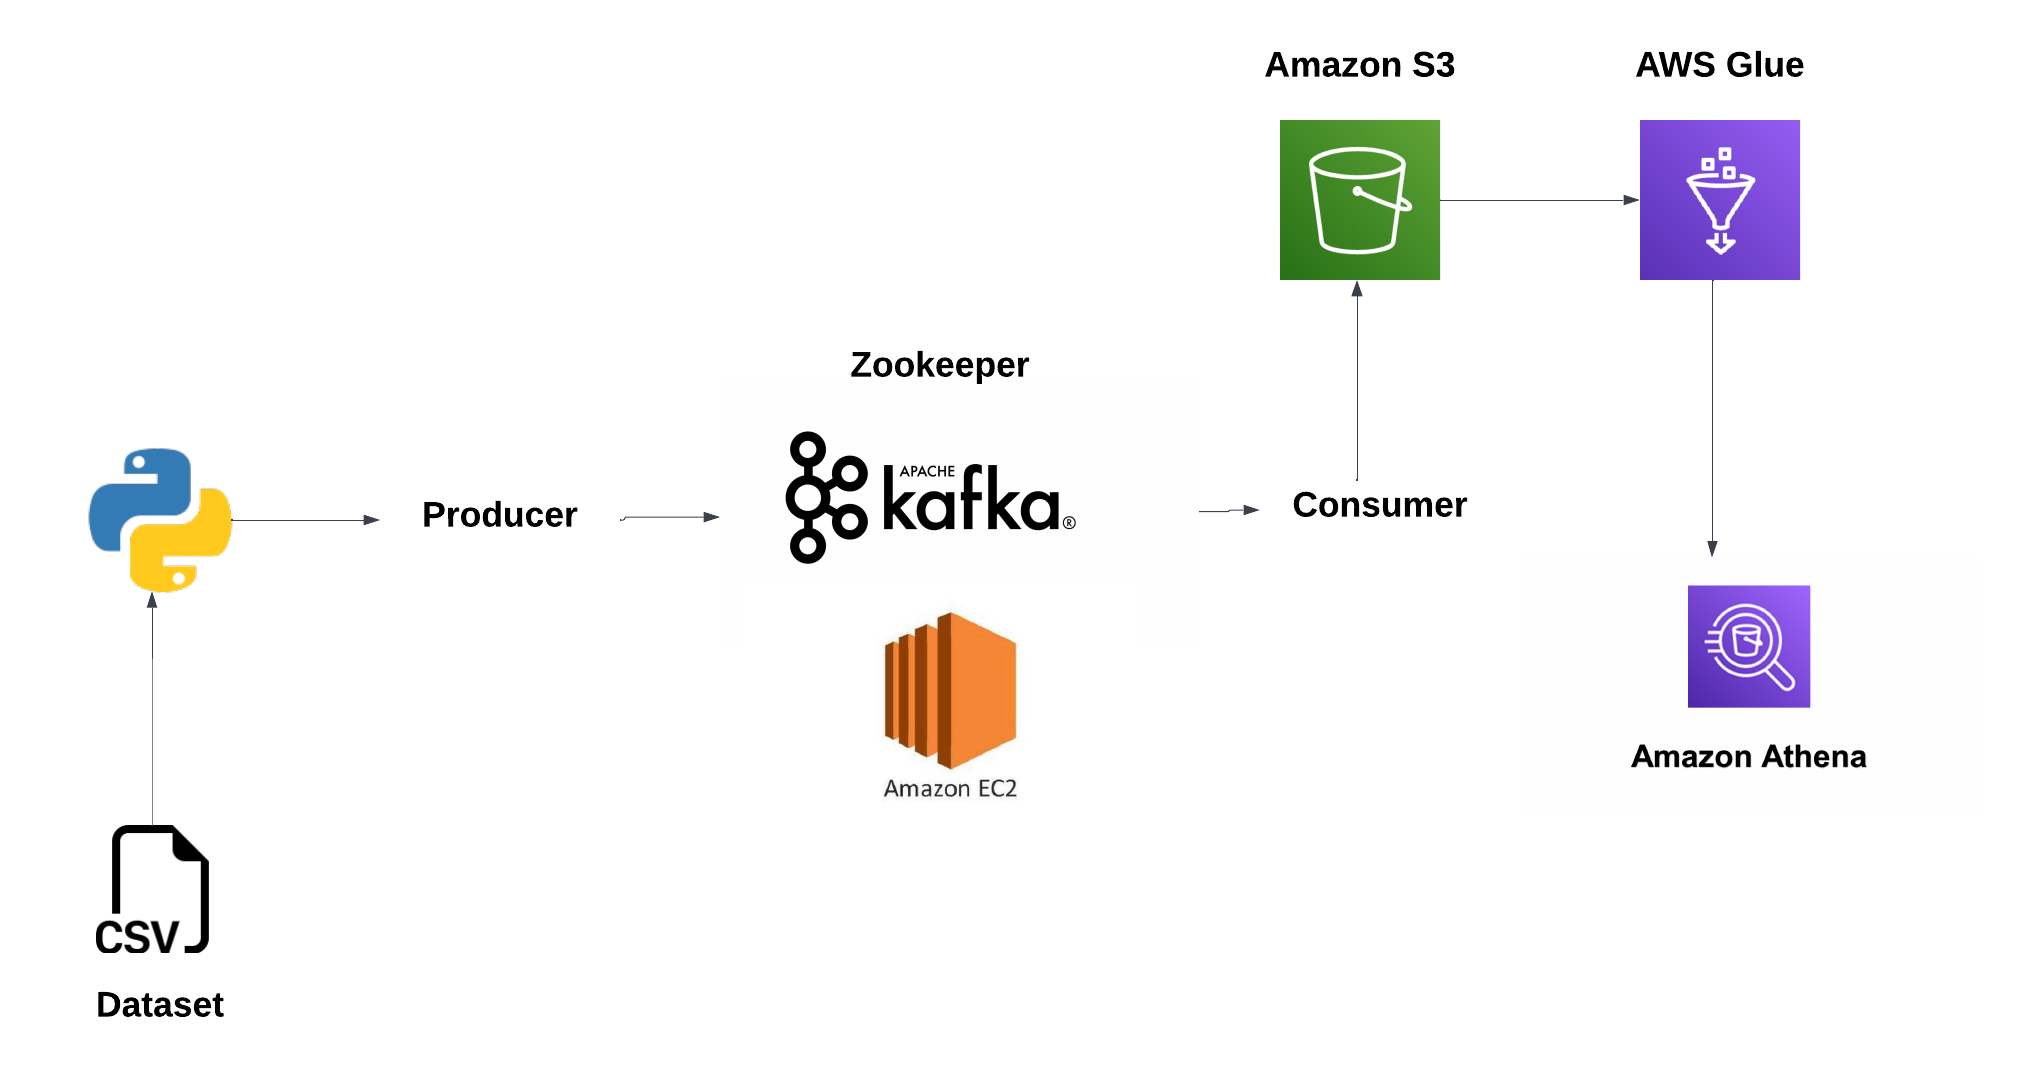 Amazon S3
AWS Glue
Zookeeper
APACHE
kafka®
Producer
Consumer
Amazon EC2
Amazon Athena
CSV
Dataset